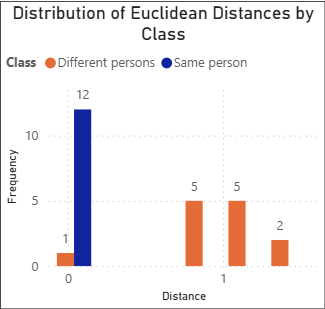 Distribution of Euclidean Distances by
Class
Class Different persons Same person
12
10
5 5
5
2
1
0
0 1
Frequency
Distance